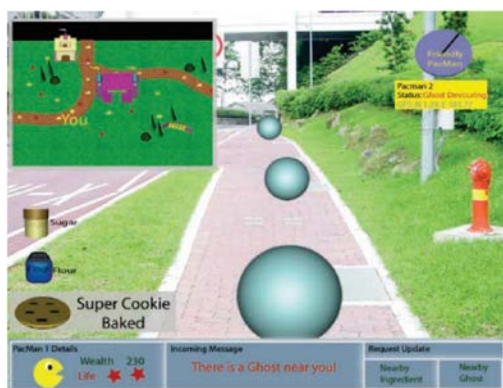 You
Friendly
PacMan
Pacman 2
Status:Ghost Devouring
Sugar
Flour
Super Cookie
Baked
PacMan 1 Details
Wealth 230
Life
Incoming Message
There is a Ghost near you!
Request Update
Nearby
Ingredient
Nearby
Ghost